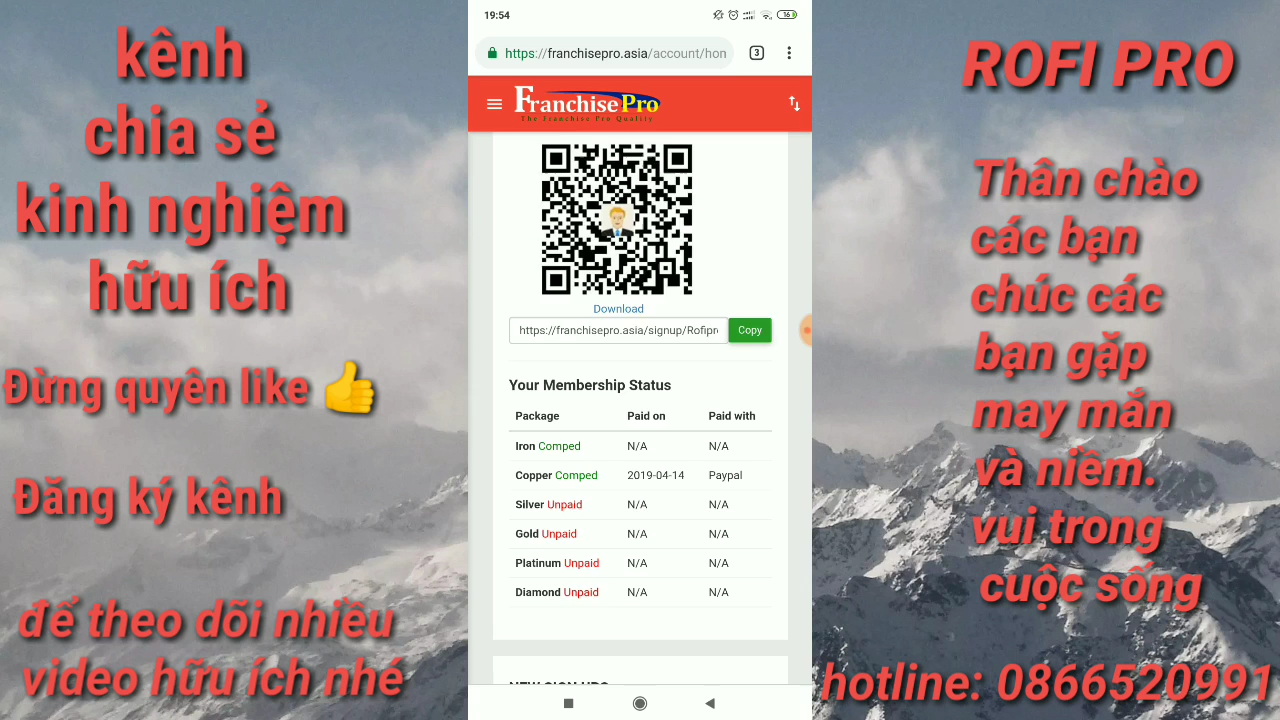 kênh
chia sẻ
kinh nghiệm
hữu ích
Đừng quyên like 👍
Đăng ký kênh
để theo dõi nhiều
video hữu ích nhé
19:54
16
https://franchisepro.asia/account/hon
3
FranchisePro
The Franchise Pro Quality
Download
https://franchisepro.asia/signup/Rofipr
Copy
Your Membership Status
Package Paid on Paid with
Iron Comped N/A N/A
Copper Comped 2019-04-14 Paypal
Silver Unpaid N/A N/A
Gold Unpaid N/A N/A
Platinum Unpaid N/A N/A
Diamond Unpaid N/A N/A
NEW SIGN UPS
ROFI PRO
Thân chào
các bạn
chúc các
bạn gặp
may mắn
và niềm.
vui trong
cuộc sống
hotline: 0866520991